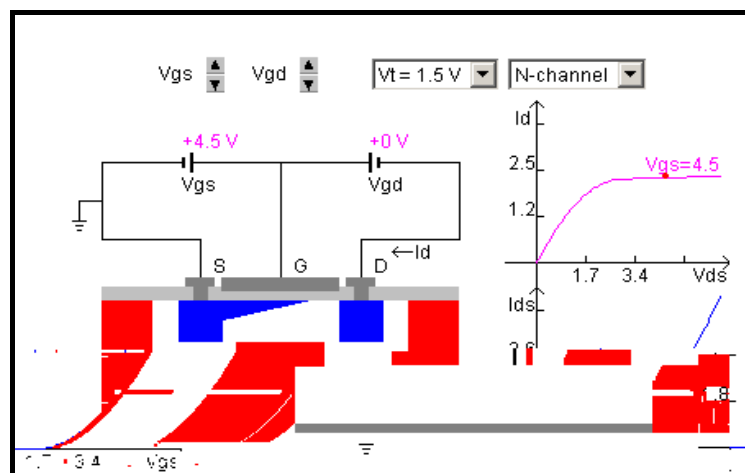 Vgs Vgd Vt = 1.5 V N-channel
Id
+4.5 V +0 V
2.5 Vgs=4.5
Vgs Vgd
1.2
S G D ←Id
1.7 3.4 Vds
Ids
3.4 Vgs